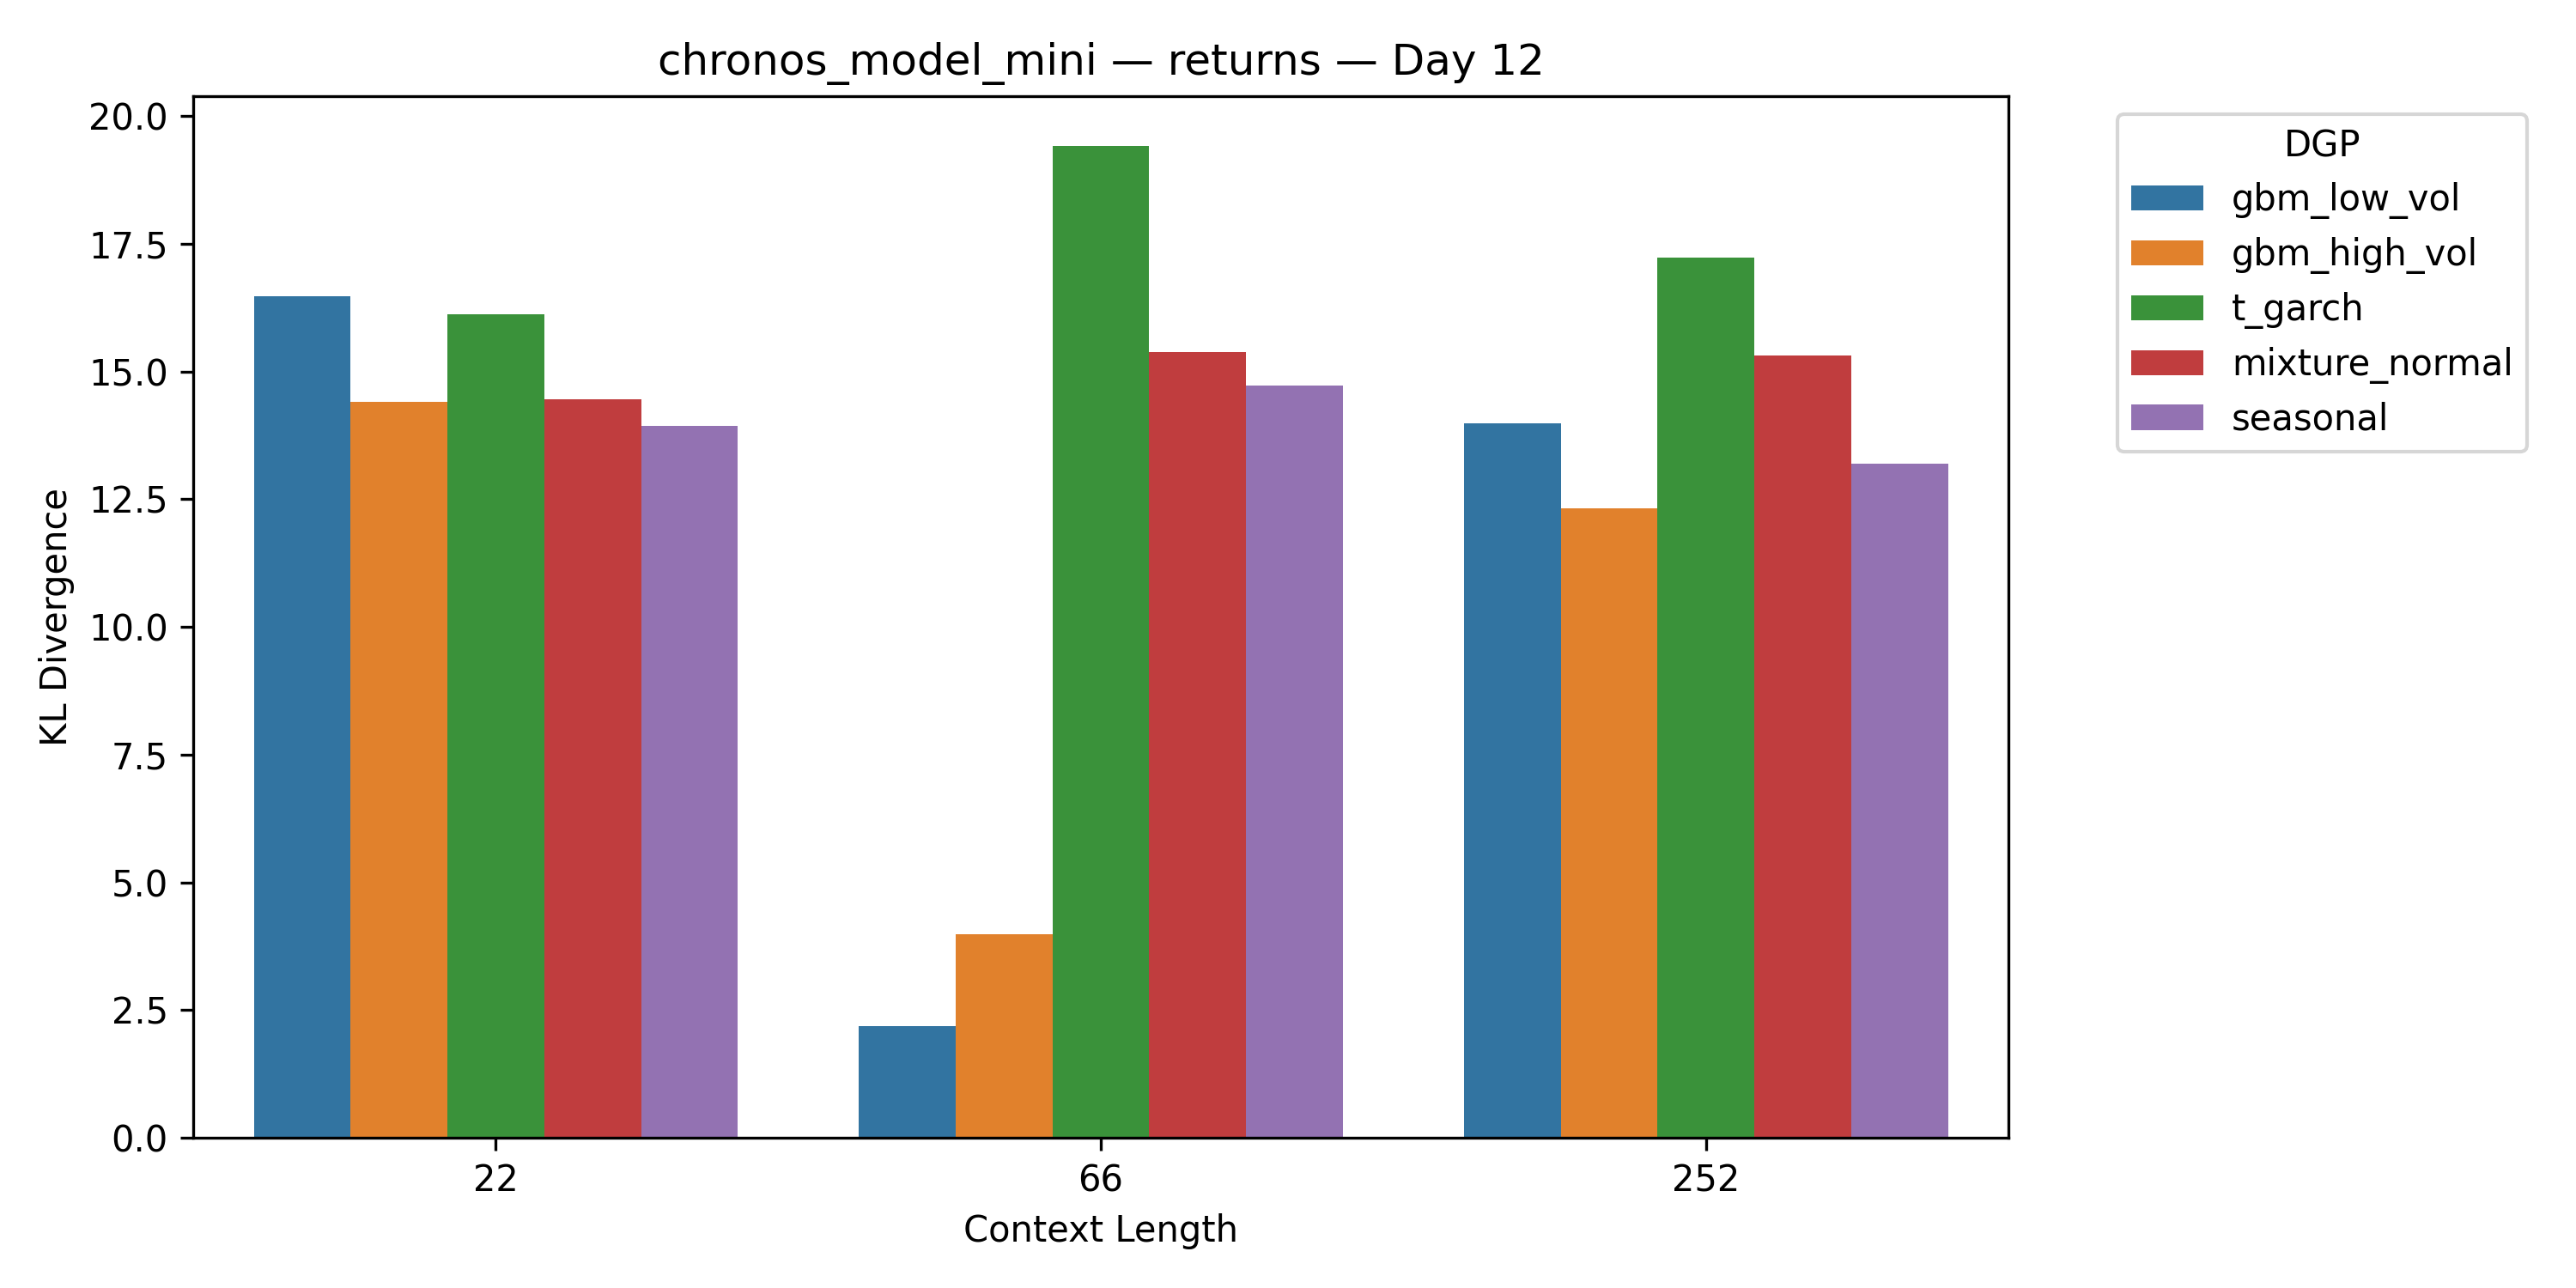 chronos_model_mini — returns — Day 12
KL Divergence
20.0
17.5
15.0
12.5
10.0
7.5
5.0
2.5
0.0
22
66
252
Context Length
DGP
gbm_low_vol
gbm_high_vol
t_garch
mixture_normal
seasonal